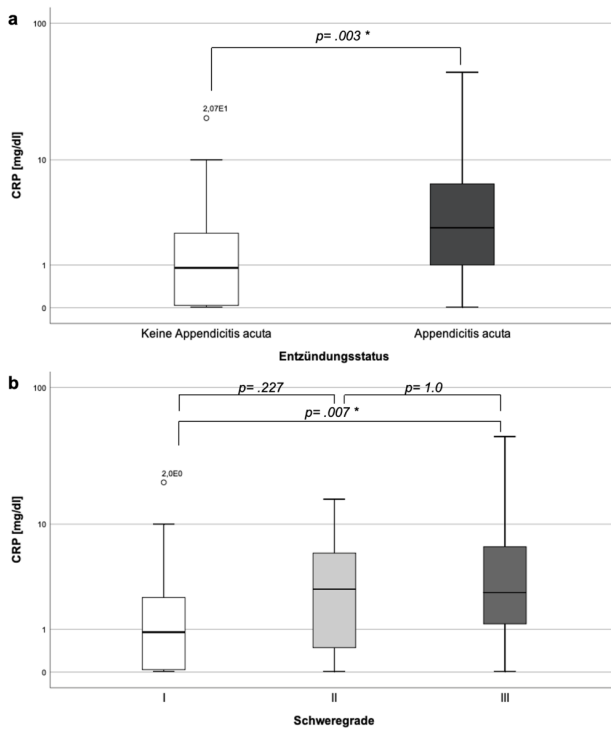 a
100
p= .003 *
2,07E1
10
CRP [mg/dl]
1
0
Keine Appendicitis acuta
Appendicitis acuta
Entzündungsstatus
b
100
p= .227
p= 1.0
p= .007 *
2,0E0
10
CRP [mg/dl]
1
0
I
II
III
Schweregrade